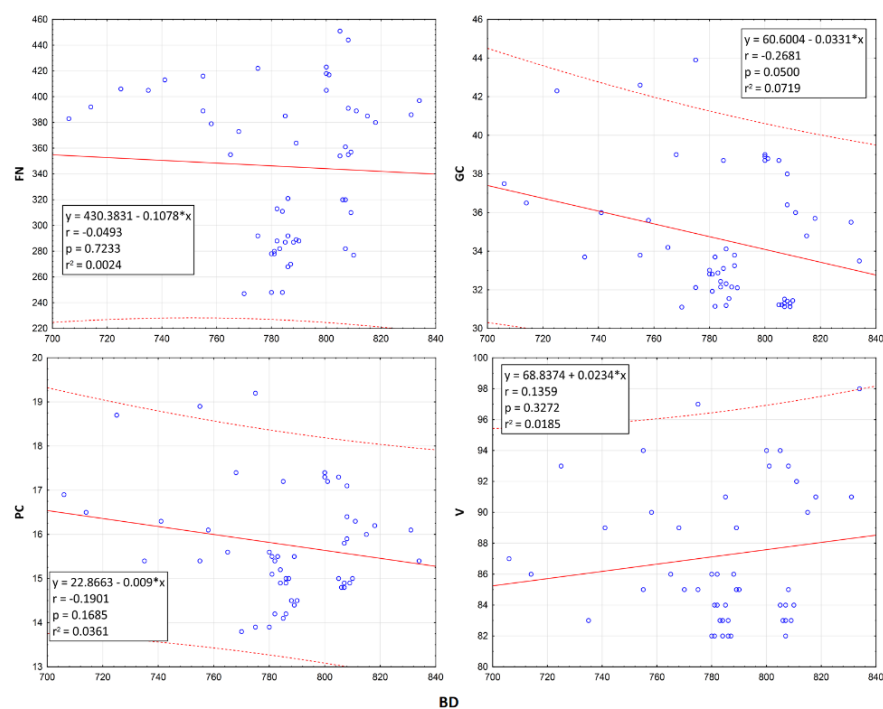 460
440
420
400
380
360
340
320
300
280
260
240
220
FN
y = 430.3831 - 0.1078*x
r = -0.0493
p = 0.7233
r² = 0.0024
700 720 740 760 780 800 820 840
46
44
42
40
38
36
34
32
30
GC
y = 60.6004 - 0.0331*x
r = -0.2681
p = 0.0500
r² = 0.0719
700 720 740 760 780 800 820 840
20
19
18
17
16
15
14
13
PC
y = 22.8663 - 0.009*x
r = -0.1901
p = 0.1685
r² = 0.0361
700 720 740 760 780 800 820 840
100
98
96
94
92
90
88
86
84
82
80
V
y = 68.8374 + 0.0234*x
r = 0.1359
p = 0.3272
r² = 0.0185
700 720 740 760 780 800 820 840
BD